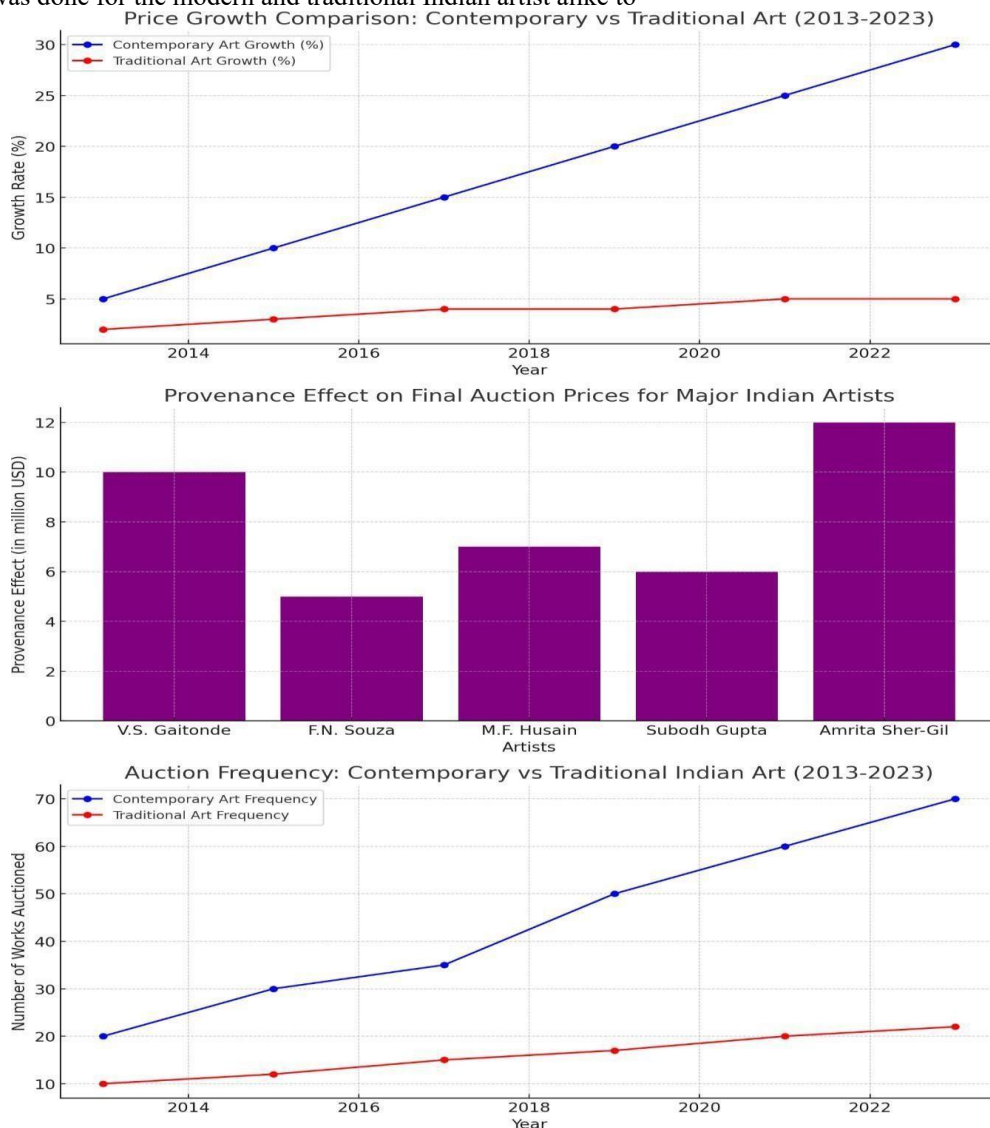 was done for the modern and traditional Indian artist alike to
Price Growth Comparison: Contemporary vs Traditional Art (2013-2023)
Contemporary Art Growth (%)
Traditional Art Growth (%)
Growth Rate (%)
30
25
20
15
10
5
2014 2016 2018 2020 2022
Year
Provenance Effect on Final Auction Prices for Major Indian Artists
Provenance Effect (in million USD)
12
10
8
6
4
2
0
V.S. Gaitonde F.N. Souza M.F. Husain Subodh Gupta Amrita Sher-Gil
Artists
Auction Frequency: Contemporary vs Traditional Indian Art (2013-2023)
Contemporary Art Frequency
Traditional Art Frequency
Number of Works Auctioned
70
60
50
40
30
20
10
2014 2016 2018 2020 2022
Year